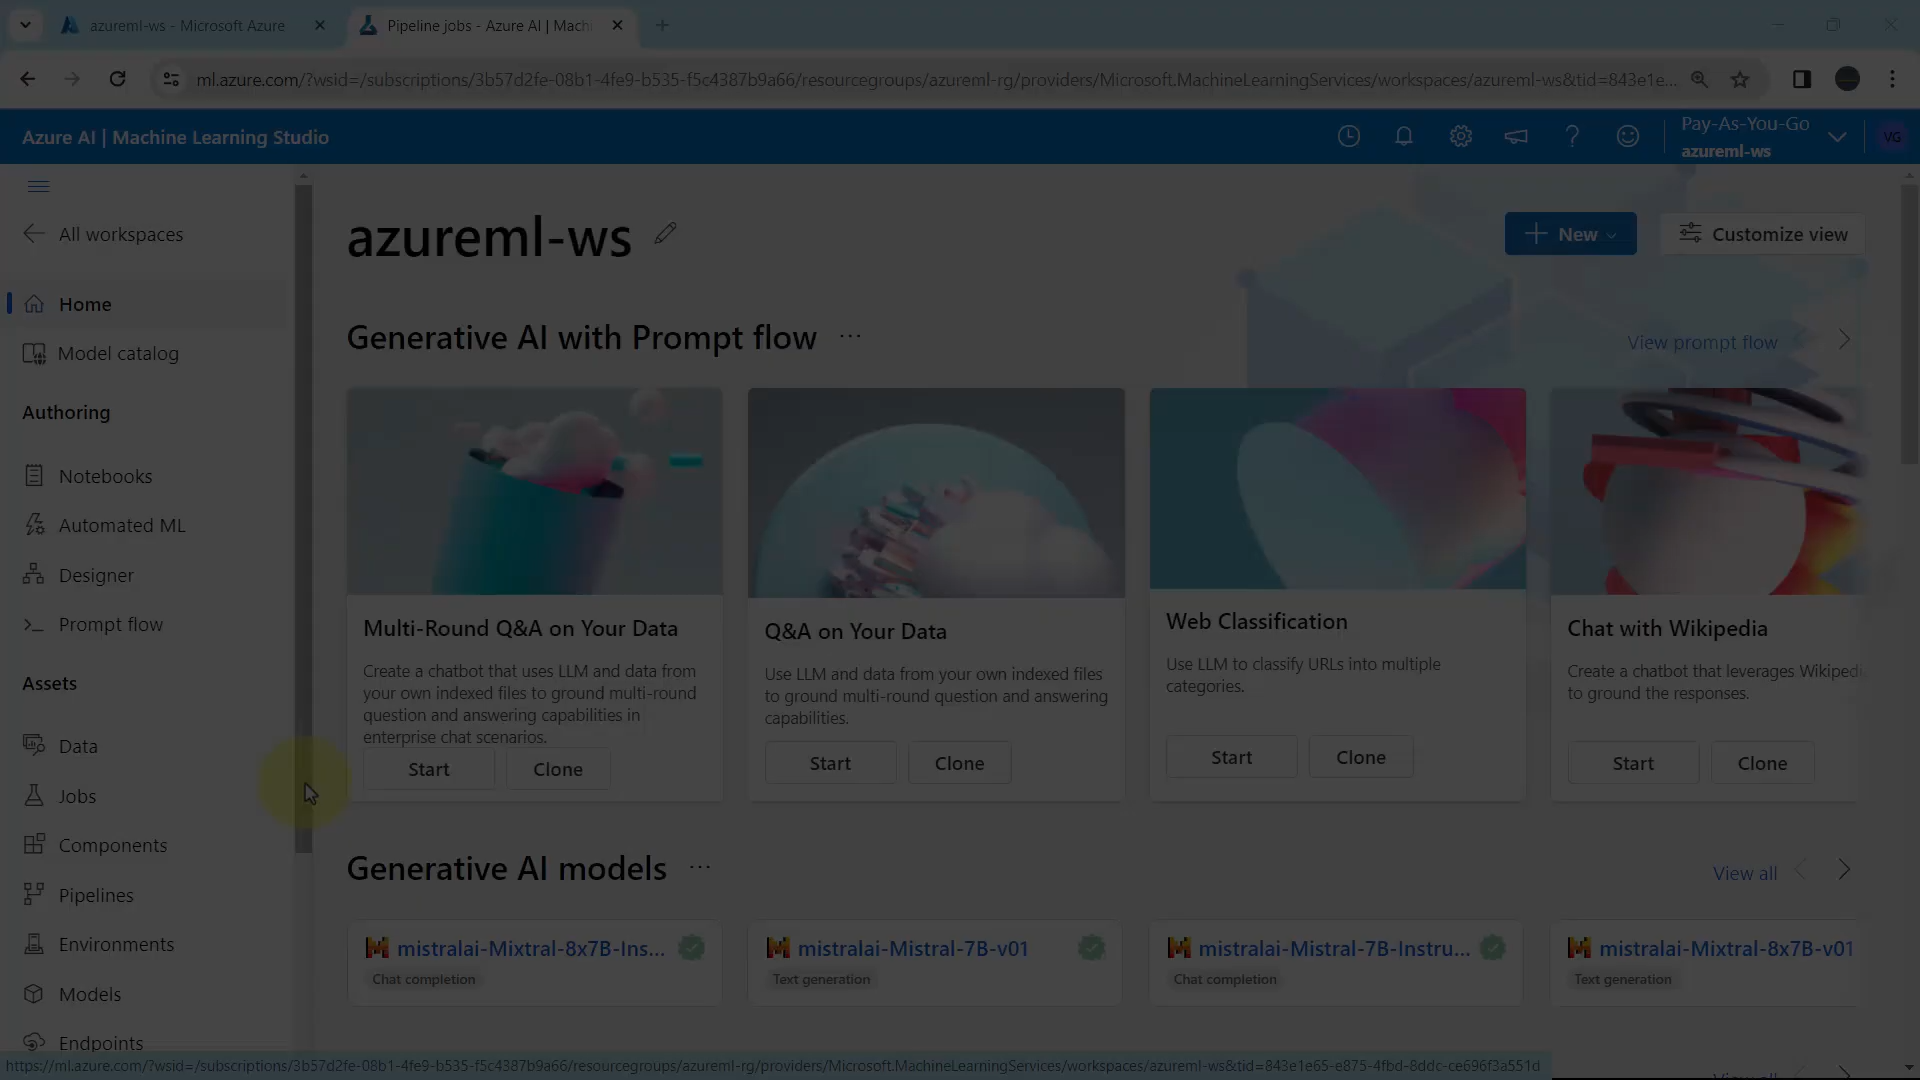 azureml-ws - Microsoft Azure
Pipeline jobs - Azure AI | Machi
ml.azure.com/?wsid=/subscriptions/3b57d2fe-08b1-4fe9-b535-f5c4387b9a66/resourcegroups/azureml-rg/providers/Microsoft.MachineLearningServices/workspaces/azureml-ws&tid=843e1e...
Azure AI | Machine Learning Studio
Pay-As-You-Go
azureml-ws
VG
All workspaces
Home
Model catalog
Authoring
Notebooks
Automated ML
Designer
Prompt flow
Assets
Data
Jobs
Components
Pipelines
Environments
Models
Endpoints
azureml-ws
New
Customize view
Generative AI with Prompt flow ...
View prompt flow
Multi-Round Q&A on Your Data
Create a chatbot that uses LLM and data from
your own indexed files to ground multi-round
question and answering capabilities in
enterprise chat scenarios.
Start
Clone
Q&A on Your Data
Use LLM and data from your own indexed files
to ground multi-round question and answering
capabilities.
Start
Clone
Web Classification
Use LLM to classify URLs into multiple
categories.
Start
Clone
Chat with Wikipedia
Create a chatbot that leverages Wikiped
to ground the responses.
Start
Clone
Generative AI models ...
View all
mistralai-Mixtral-8x7B-Ins...
Chat completion
mistralai-Mistral-7B-v01
Text generation
mistralai-Mistral-7B-Instru...
Chat completion
mistralai-Mixtral-8x7B-v01
Text generation
View all
https://ml.azure.com/?wsid=/subscriptions/3b57d2fe-08b1-4fe9-b535-f5c4387b9a66/resourcegroups/azureml-rg/providers/Microsoft.MachineLearningServices/workspaces/azureml-ws&tid=843e1e65-e875-4fbd-8ddc-ce696f3a551d